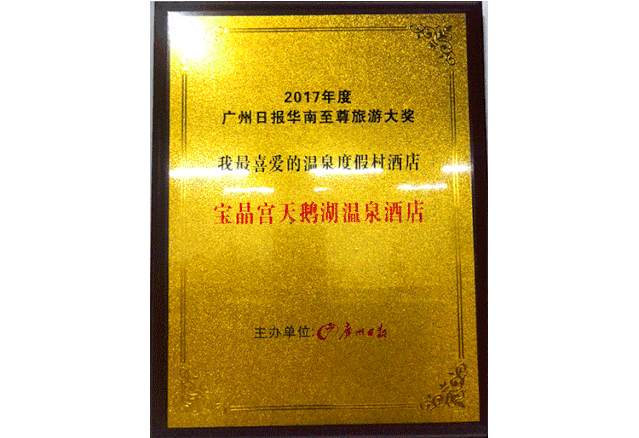 2017年度
广州日报华南至尊旅游大奖
我最喜爱的温泉度假村酒店
宝晶宫天鹅湖温泉酒店
主办单位:广州日报